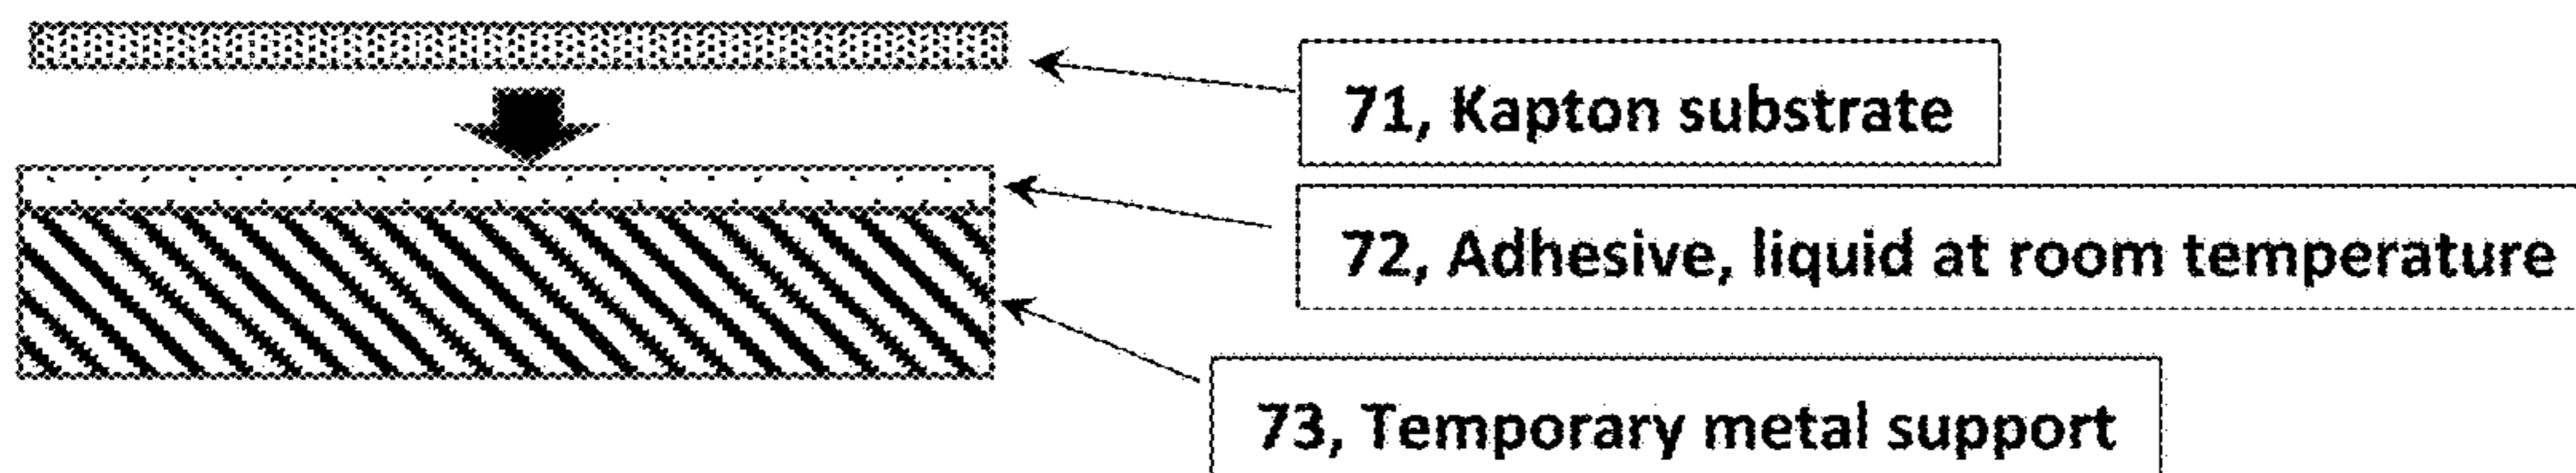 71, Kapton substrate
72, Adhesive, liquid at room temperature
73, Temporary metal support